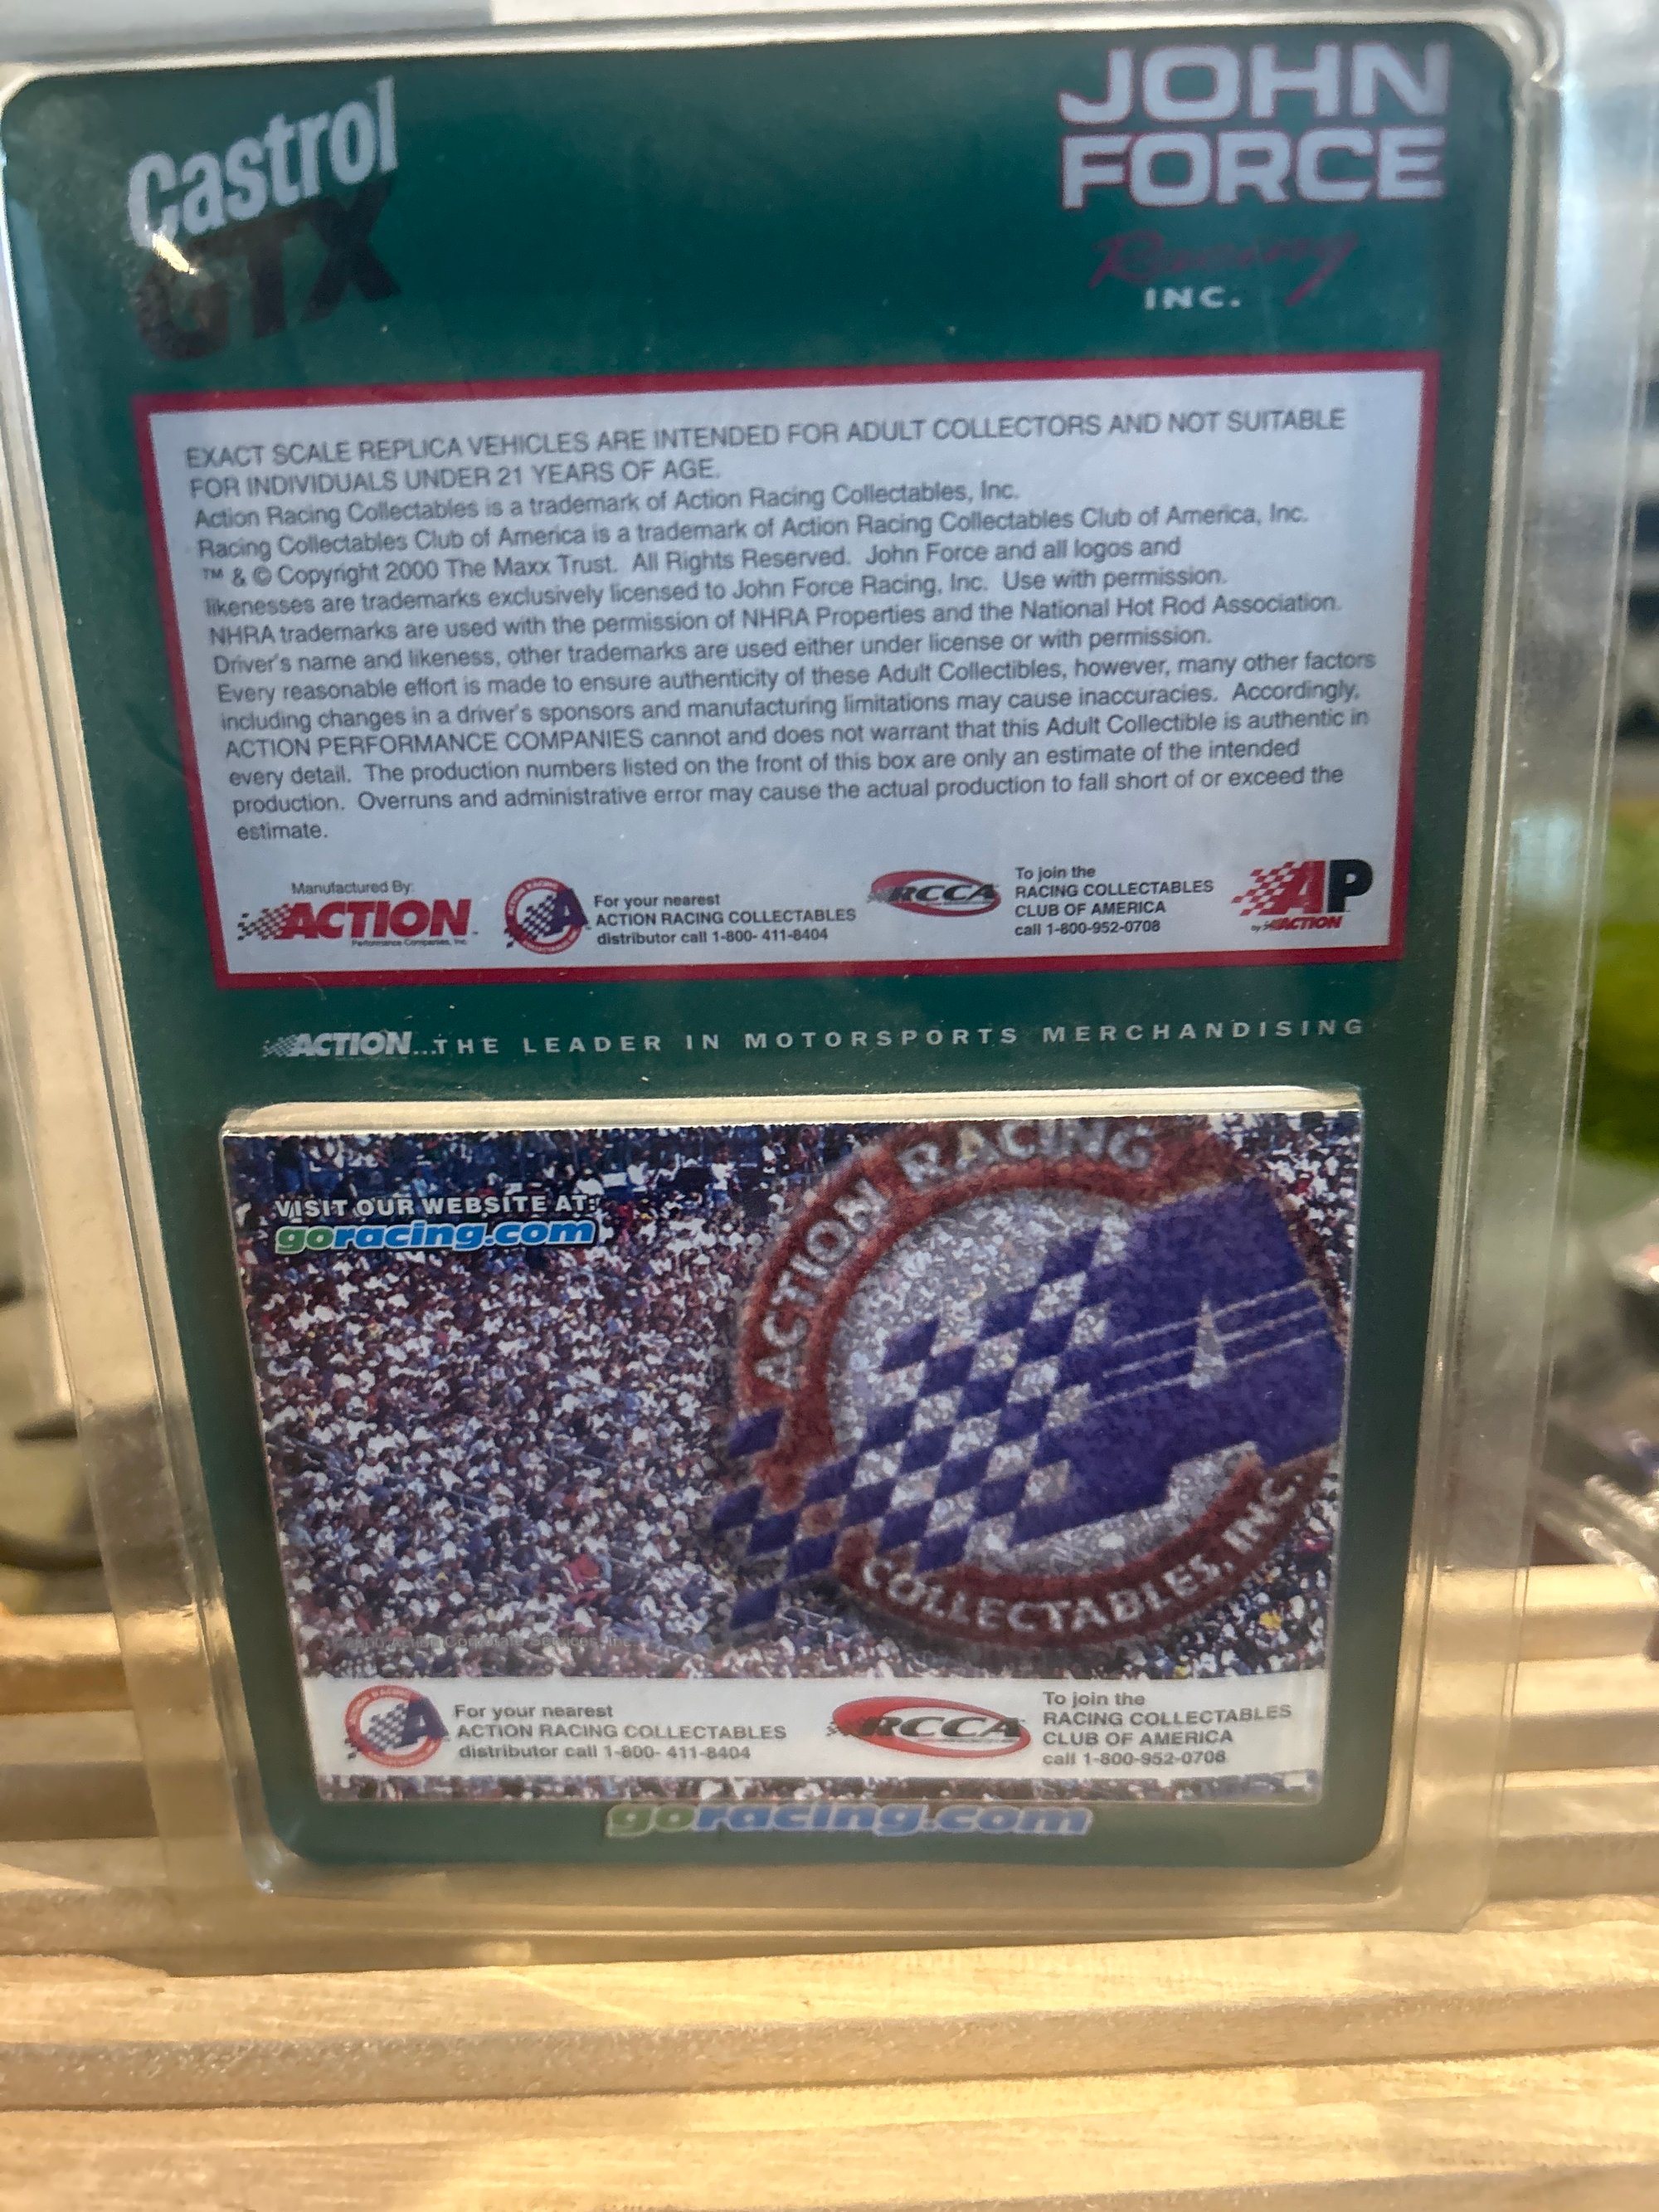 Castrol
GTX
JOHN
FORCE
Racing
INC.
EXACT SCALE REPLICA VEHICLES ARE INTENDED FOR ADULT COLLECTORS AND NOT SUITABLE
FOR INDIVIDUALS UNDER 21 YEARS OF AGE.
Action Racing Collectables is a trademark of Action Racing Collectables, Inc.
Racing Collectables Club of America is a trademark of Action Racing Collectables Club of America, Inc.
™ & © Copyright 2000 The Maxx Trust. All Rights Reserved. John Force and all logos and
likenesses are trademarks exclusively licensed to John Force Racing, Inc. Use with permission.
NHRA trademarks are used with the permission of NHRA Properties and the National Hot Rod Association.
Driver's name and likeness, other trademarks are used either under license or with permission.
Every reasonable effort is made to ensure authenticity of these Adult Collectibles, however, many other factors
including changes in a driver's sponsors and manufacturing limitations may cause inaccuracies. Accordingly,
ACTION PERFORMANCE COMPANIES cannot and does not warrant that this Adult Collectible is authentic in
every detail. The production numbers listed on the front of this box are only an estimate of the intended
production. Overruns and administrative error may cause the actual production to fall short of or exceed the
estimate.
Manufactured By:
ACTION
Performance Companies, Inc.
For your nearest
ACTION RACING COLLECTABLES
distributor call 1-800- 411-8404
RCCA
To join the
RACING COLLECTABLES
CLUB OF AMERICA
call 1-800-952-0708
AP
by ACTION
ACTION...THE LEADER IN MOTORSPORTS MERCHANDISING
VISIT OUR WEBSITE AT:
goracing.com
ACTION RACING
A
COLLECTABLES, INC.
Action Corporate Services, Inc.
For your nearest
ACTION RACING COLLECTABLES
distributor call 1-800- 411-8404
RCCA
To join the
RACING COLLECTABLES
CLUB OF AMERICA
call 1-800-952-0708
goracing.com